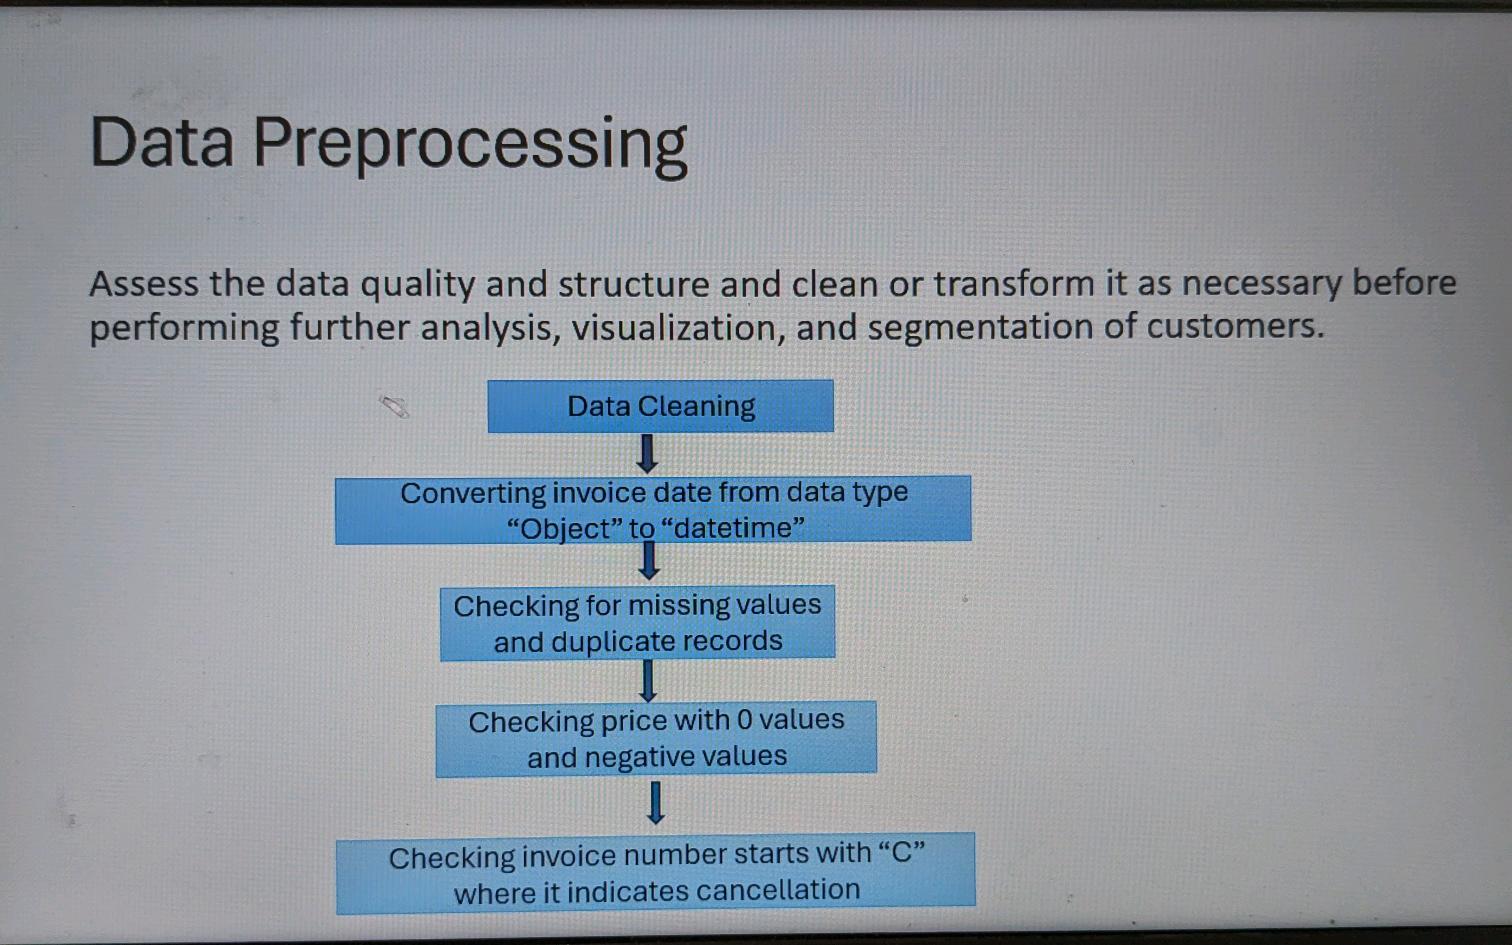 Data Preprocessing
Assess the data quality and structure and clean or transform it as necessary before
performing further analysis, visualization, and segmentation of customers.
Data Cleaning
Converting invoice date from data type
“Object” to “datetime”
Checking for missing values
and duplicate records
Checking price with 0 values
and negative values
Checking invoice number starts with “C”
where it indicates cancellation